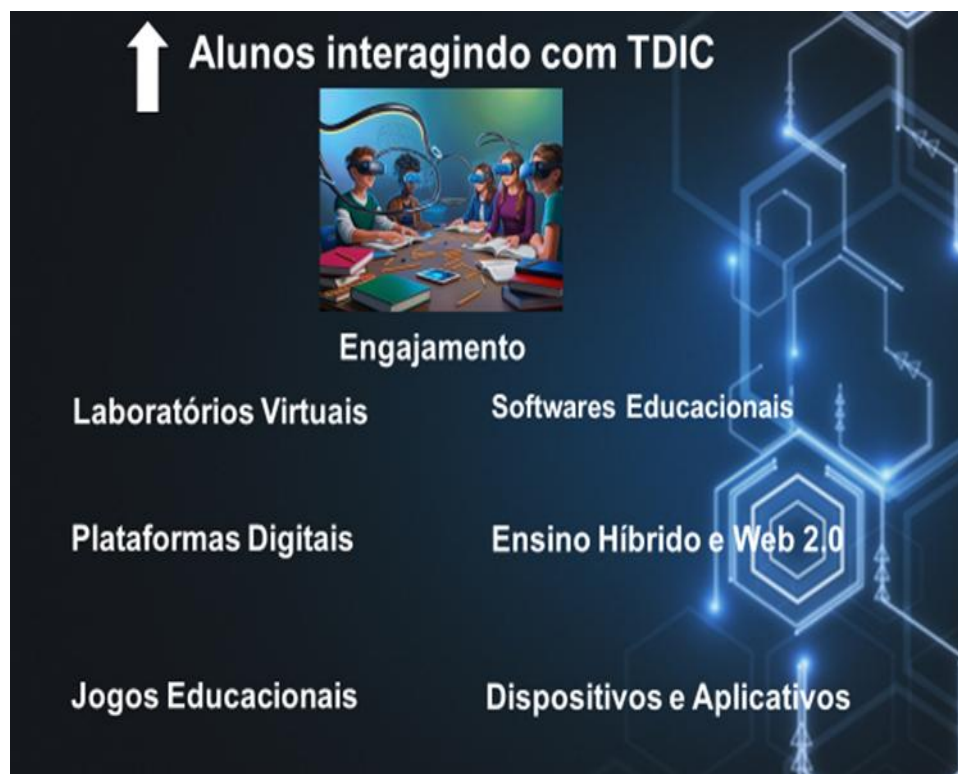 Alunos interagindo com TDIC
Engajamento
Laboratórios Virtuais
Softwares Educacionais
Plataformas Digitais
Ensino Híbrido e Web 2.0
Jogos Educacionais
Dispositivos e Aplicativos